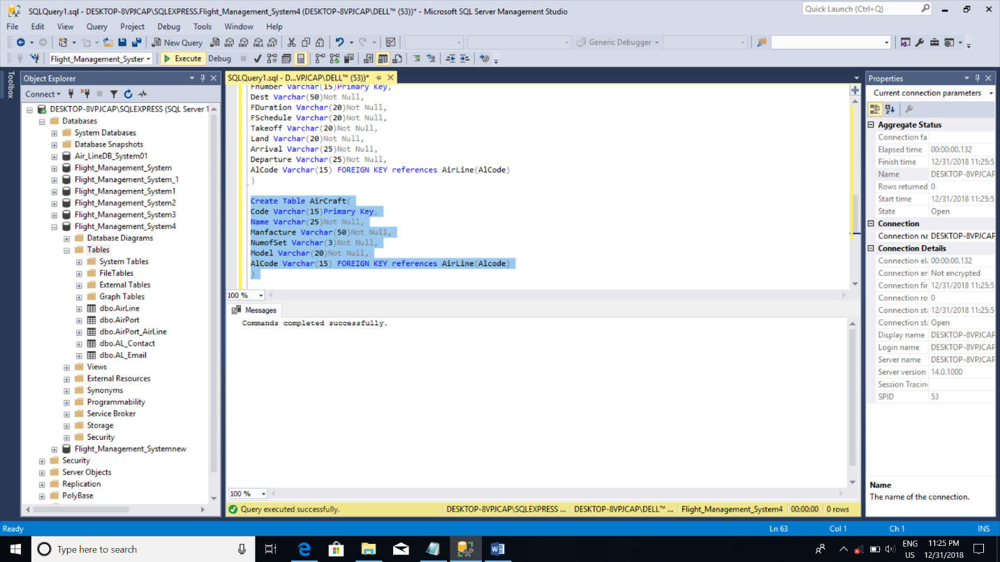 SQLQuery1.sql - DESKTOP-8VPJCAP\SQLEXPRESS.Flight_Management_System4 (DESKTOP-8VPJCAP\DELL™ (53))* - Microsoft SQL Server Management Studio
Quick Launch (Ctrl+Q)
File Edit View Query Project Debug Tools Window Help
New Query
Generic Debugger
Flight_Management_Syster
Execute Debug
Toolbox
Object Explorer
Connect
DESKTOP-8VPJCAP\SQLEXPRESS (SQL Server 1
Databases
System Databases
Database Snapshots
Air_LineDB_System01
Flight_Management_System
Flight_Management_System_1
Flight_Management_System1
Flight_Management_System2
Flight_Management_System3
Flight_Management_System4
Database Diagrams
Tables
System Tables
FileTables
External Tables
Graph Tables
dbo.AirLine
dbo.AirPort
dbo.AirPort_AirLine
dbo.AL_Contact
dbo.AL_Email
Views
External Resources
Synonyms
Programmability
Service Broker
Storage
Security
Flight_Management_Systemnew
Security
Server Objects
Replication
PolyBase
SQLQuery1.sql - D...VPJCAP\DELL™ (53))*
Fnumber Varchar(15)Primary Key,
Dest Varchar(50)Not Null,
FDuration Varchar(20)Not Null,
FSchedule Varchar(20)Not Null,
Takeoff Varchar(20)Not Null,
Land Varchar(20)Not Null,
Arrival Varchar(25)Not Null,
Departure Varchar(25)Not Null,
AlCode Varchar(15) FOREIGN KEY references AirLine(AlCode)
)
Create Table AirCraft(
Code Varchar(15)Primary Key,
Name Varchar(25)Not Null,
Manfacture Varchar(50)Not Null,
NumofSet Varchar(3)Not Null,
Model Varchar(20)Not Null,
AlCode Varchar(15) FOREIGN KEY references AirLine(Alcode)
)
100 %
Messages
Commands completed successfully.
100 %
Query executed successfully.
DESKTOP-8VPJCAP\SQLEXPRESS ... DESKTOP-8VPJCAP\DELL™ ... Flight_Management_System4 00:00:00 0 rows
Properties
Current connection parameters
Aggregate Status
Connection fa
Elapsed time 00:00:00.132
Finish time 12/31/2018 11:25:5
Name DESKTOP-8VPJCAP
Rows returned 0
Start time 12/31/2018 11:25:5
State Open
Connection
Connection na DESKTOP-8VPJCAP
Connection Details
Connection el 00:00:00.132
Connection er Not encrypted
Connection fir 12/31/2018 11:25:5
Connection ro 0
Connection st 12/31/2018 11:25:5
Connection st Open
Display name DESKTOP-8VPJCAP
Login name DESKTOP-8VPJCAP
Server name DESKTOP-8VPJCAP
Server version 14.0.1000
Session Tracin
SPID 53
Name
The name of the connection.
Ready
Ln 63 Col 1 Ch 1 INS
Type here to search
ENG
US
11:25 PM
12/31/2018